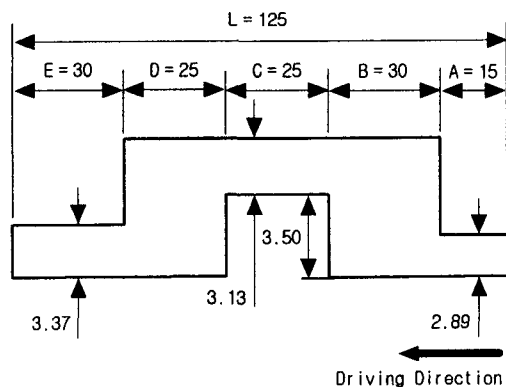 L = 125
E = 30 D = 25 C = 25 B = 30 A = 15
3.50
3.13
3.37
2.89
Driving Direction